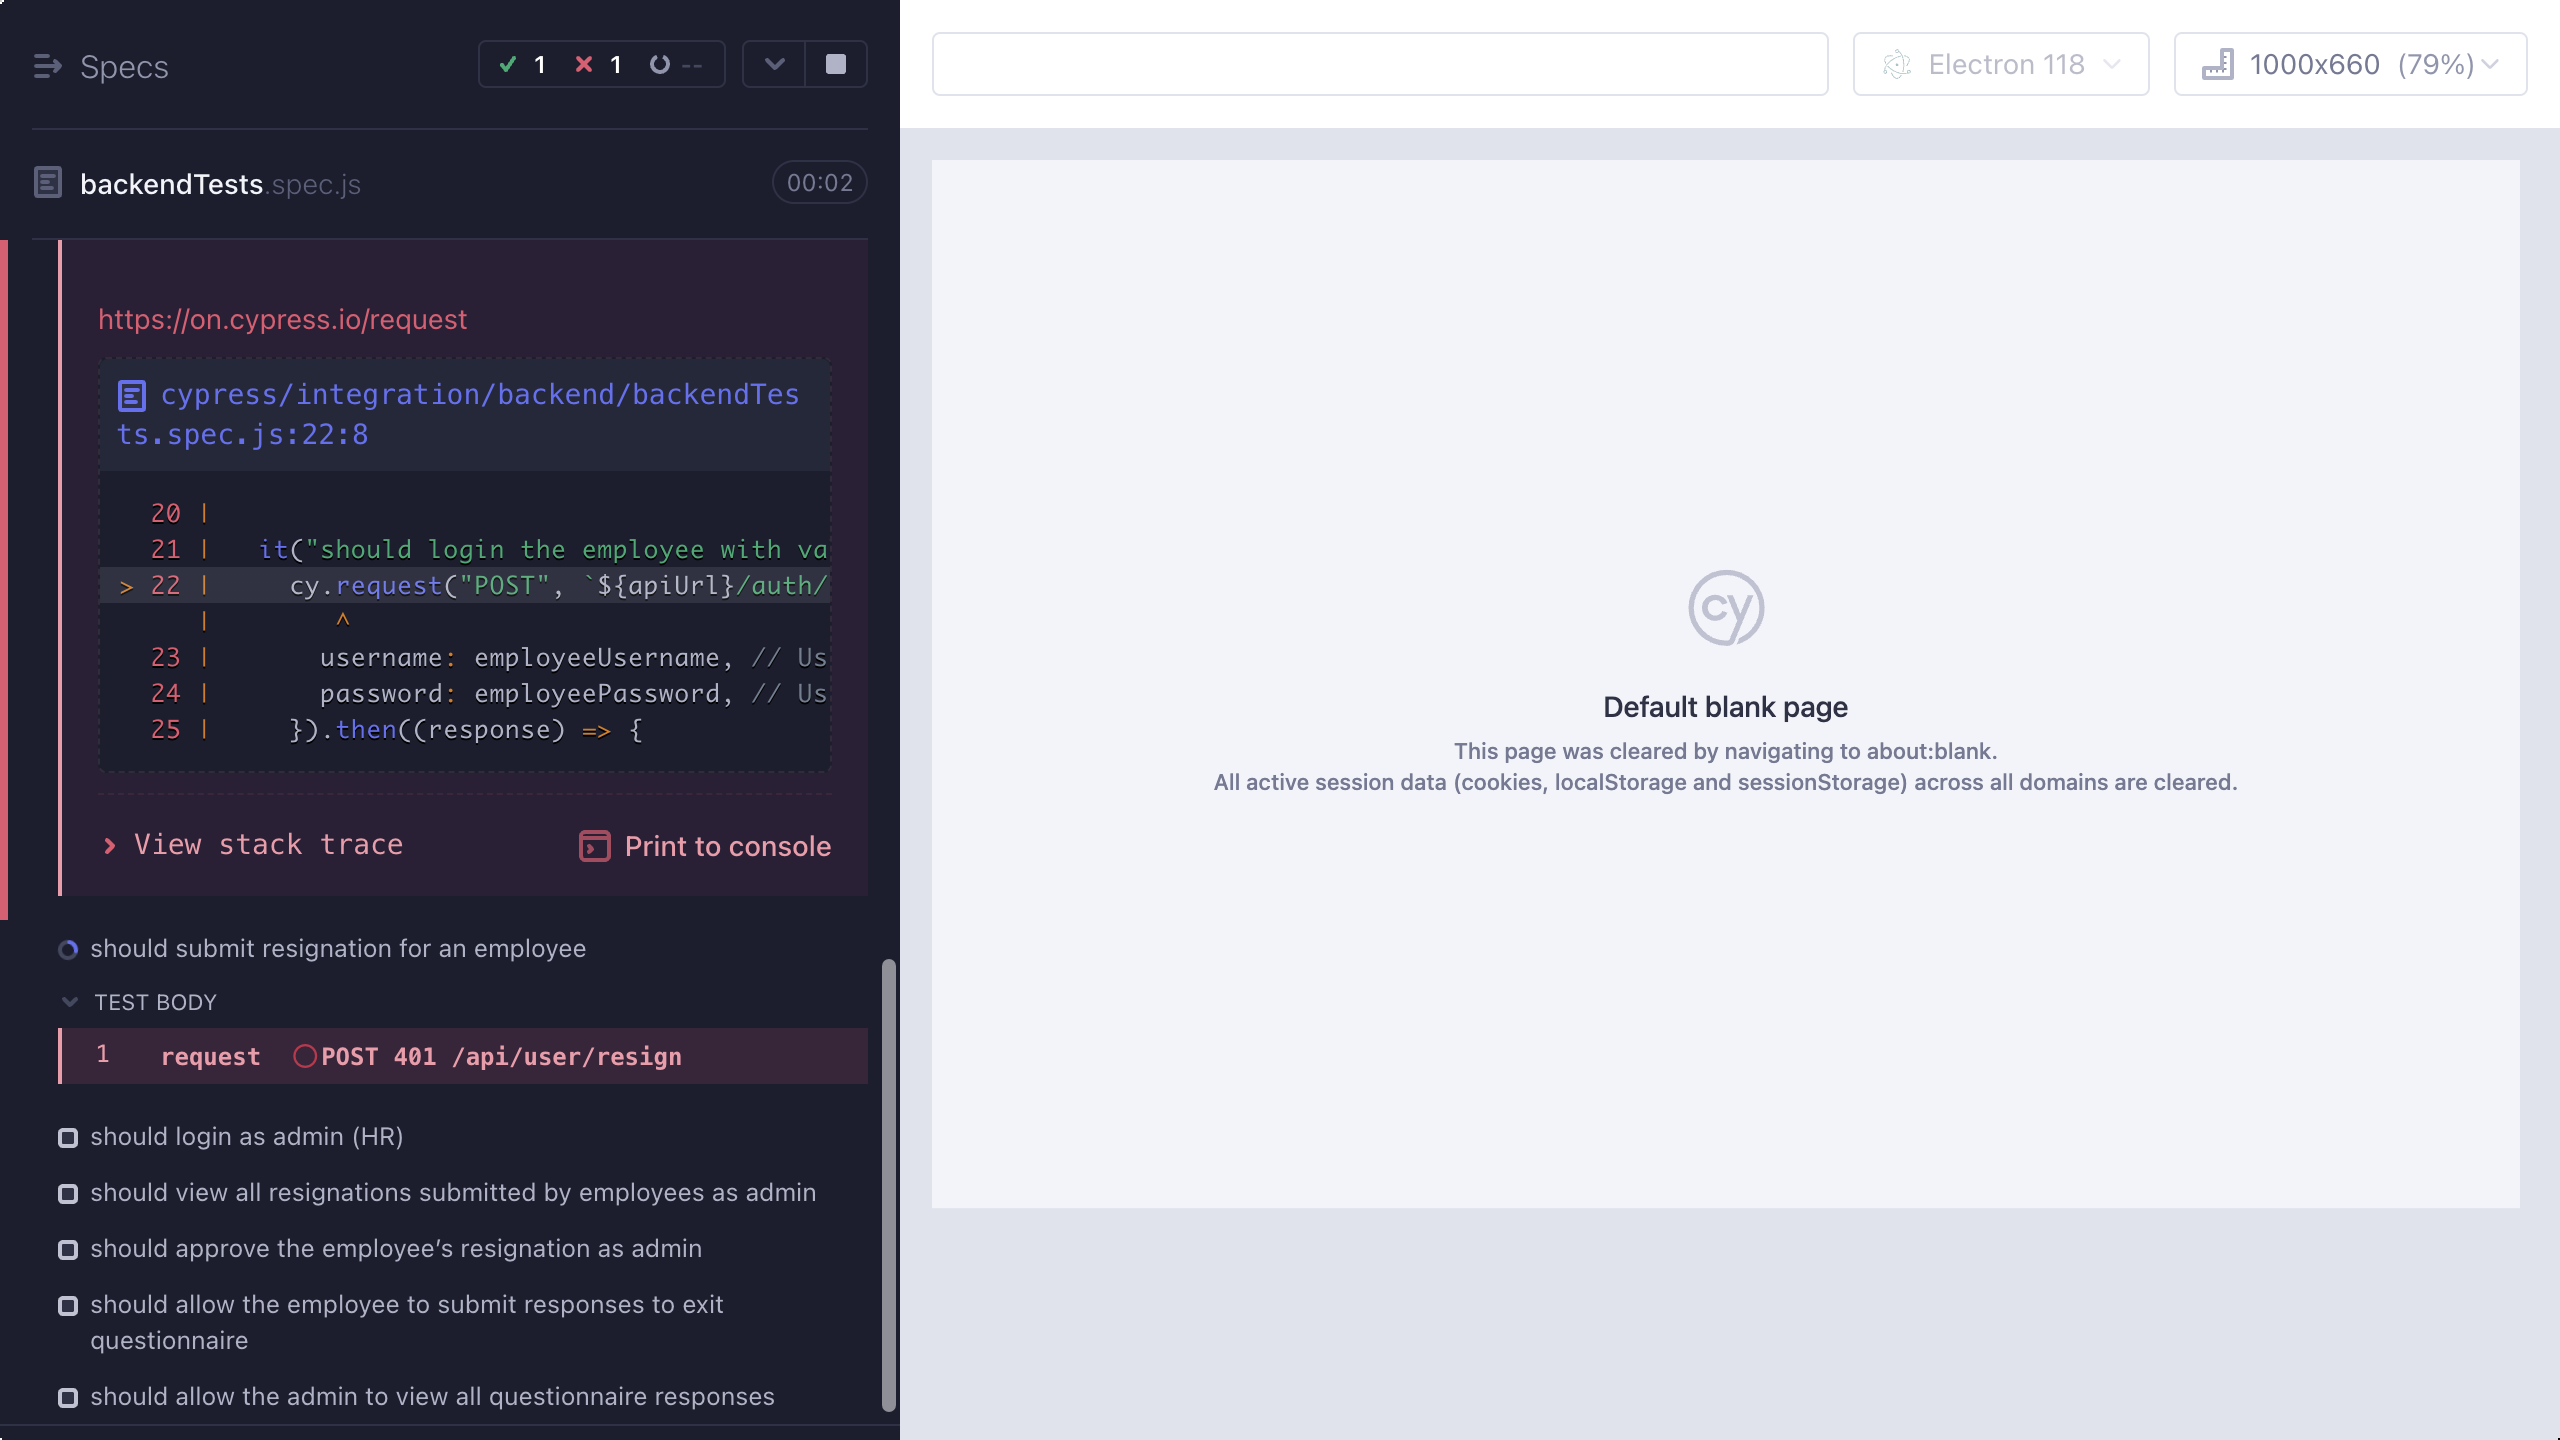 Specs
1 1 --
backendTests.spec.js
00:02
https://on.cypress.io/request
cypress/integration/backend/backendTes
ts.spec.js:22:8
20 |
21 | it("should login the employee with va
> 22 | cy.request("POST", `${apiUrl}/auth/
| ^
23 | username: employeeUsername, // Us
24 | password: employeePassword, // Us
25 | }).then((response) => {
View stack trace
Print to console
should submit resignation for an employee
TEST BODY
1 request POST 401 /api/user/resign
should login as admin (HR)
should view all resignations submitted by employees as admin
should approve the employee’s resignation as admin
should allow the employee to submit responses to exit
questionnaire
should allow the admin to view all questionnaire responses
Electron 118
1000x660 (79%)
cy
Default blank page
This page was cleared by navigating to about:blank.
All active session data (cookies, localStorage and sessionStorage) across all domains are cleared.